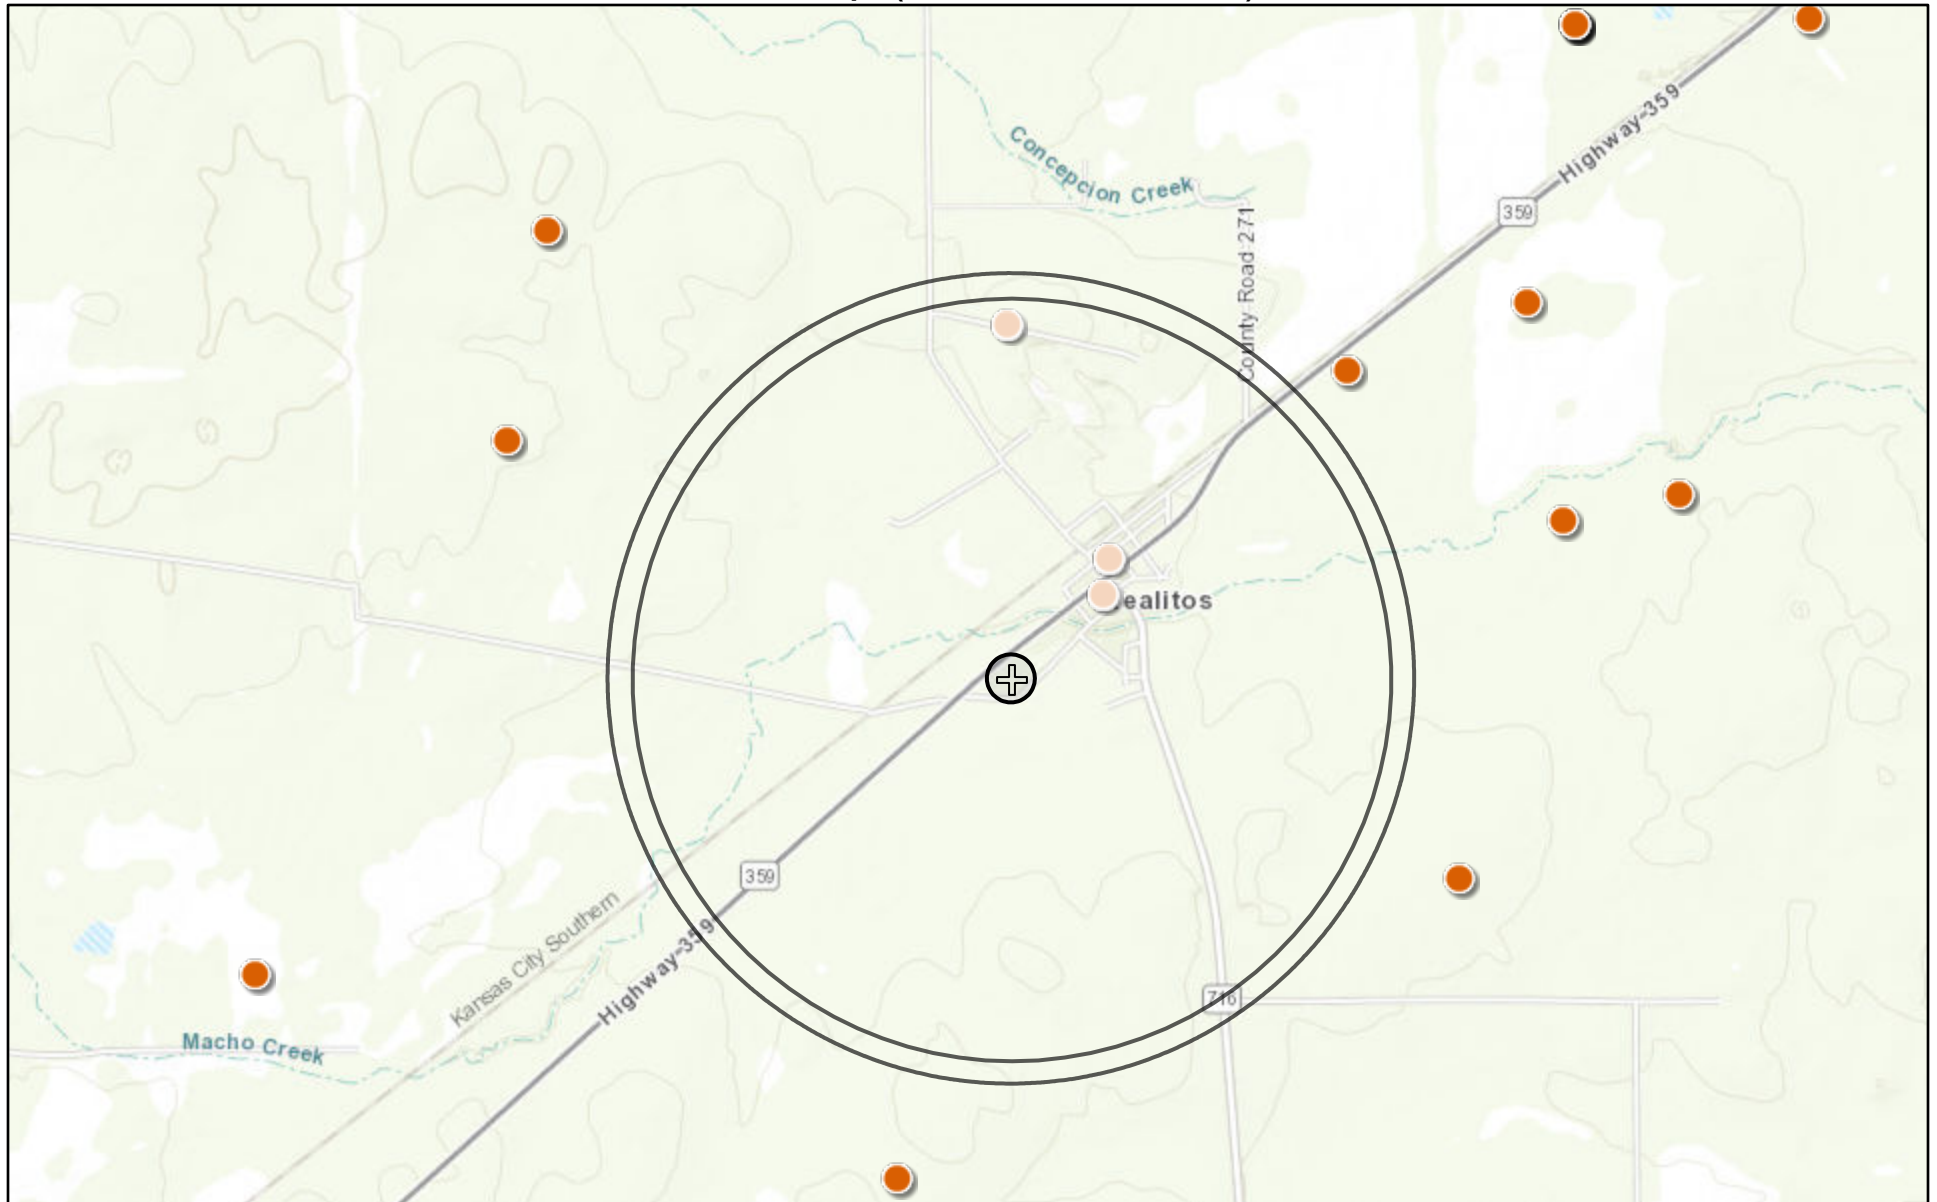 Concepcion Creek
Highway-359
359
County Road 271
ealitos
359
Kansas City Southern
Highway-359
716
Macho Creek